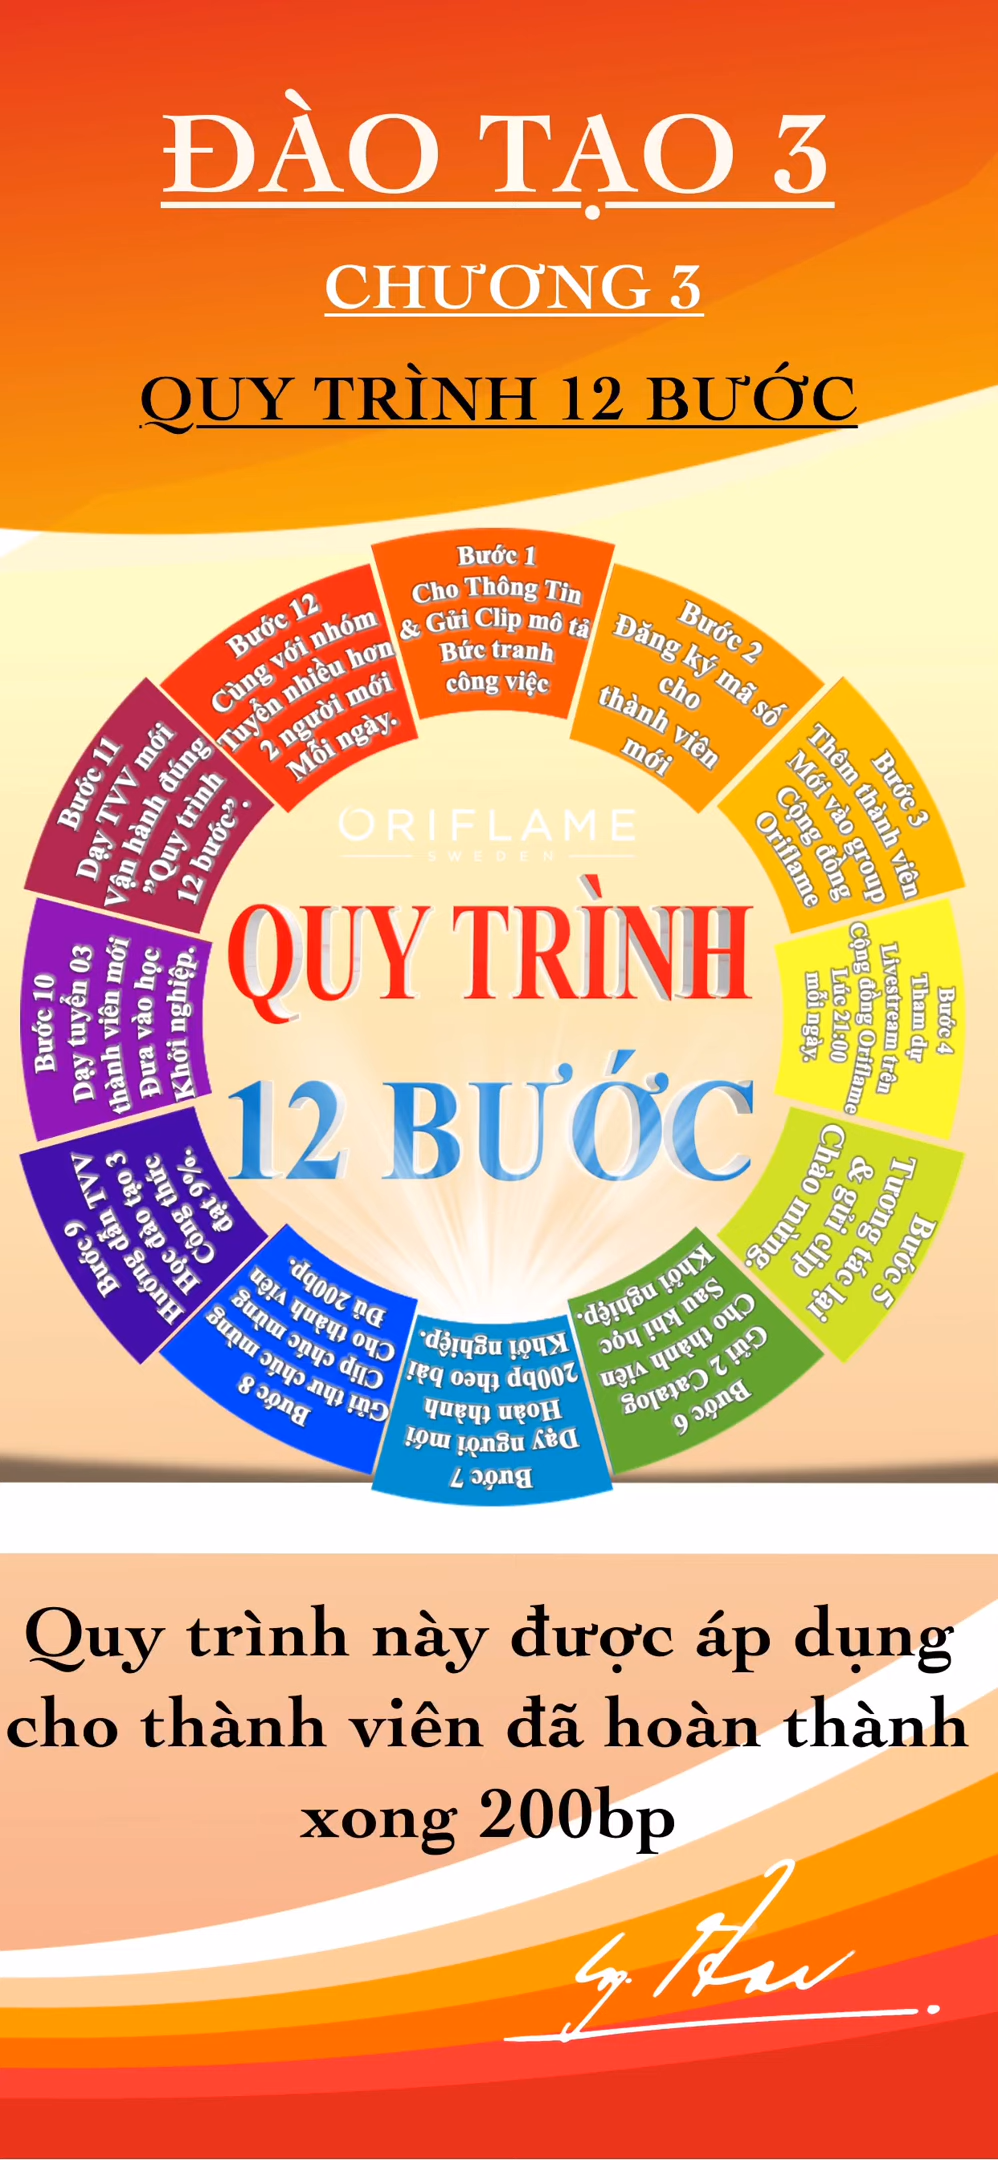 ĐÀO TẠO 3
CHƯƠNG 3
QUY TRÌNH 12 BƯỚC
Bước 1
Cho Thông Tin
& Gửi Clip mô tả
Bức tranh
công việc
Bước 2
Đăng ký mã số
cho
thành viên
mới
Bước 3
Thêm thành viên
Mới vào group
Cộng đồng
Oriflame
Bước 4
Tham dự
Livestream trên
Cộng đồng Oriflame
Lúc 21:00
mỗi ngày.
Bước 5
Tương tác lại
& gửi clip
Chào mừng.
Bước 6
Gửi 2 Catalog
Cho thành viên
Sau khi học
Khởi nghiệp.
Bước 7
Dạy người mới
Hoàn thành
200bp theo bài
Khởi nghiệp.
Bước 8
Gửi thư chúc mừng
Clip chúc mừng
Cho thành viên
Đủ 200bp.
Bước 9
Hướng dẫn TVV
Học đào tạo 3
Công thức
đạt 9%.
Bước 10
Dạy tuyển 03
thành viên mới
Đưa vào học
Khởi nghiệp.
Bước 11
Dạy TVV mới
Vận hành đúng
"Quy trình
12 bước".
Bước 12
Cùng với nhóm
Tuyển nhiều hơn
2 người mới
Mỗi ngày.
ORIFLAME
SWEDEN
QUY TRÌNH
12 BƯỚC
Quy trình này được áp dụng
cho thành viên đã hoàn thành
xong 200bp